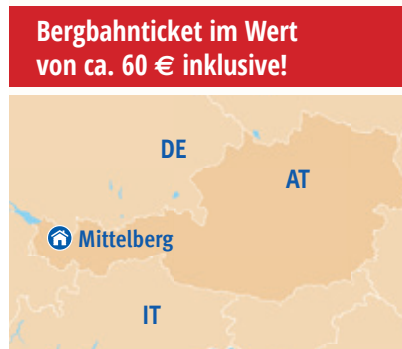 Bergbahnticket im Wert
von ca. 60 € inklusive!
DE
AT
Mittelberg
IT